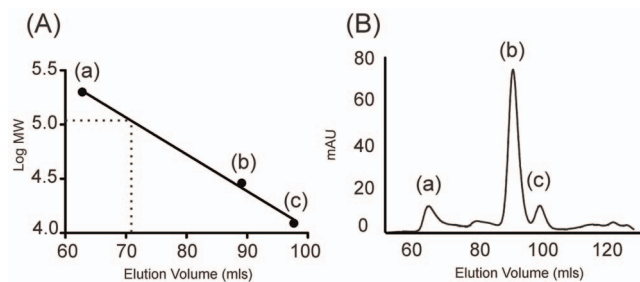 (A)
5.5
5.0
4.5
4.0
Log MW
(a)
(b)
(c)
60 70 80 90 100
Elution Volume (mls)
(B)
80
60
40
20
0
mAU
(a)
(b)
(c)
60 80 100 120
Elution Volume (mls)